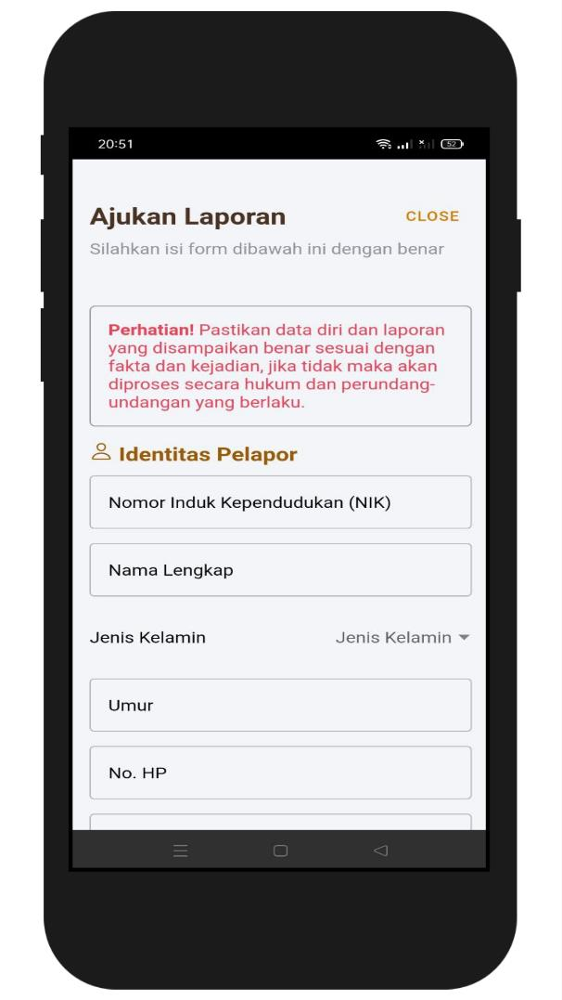 20:51
52
Ajukan Laporan
CLOSE
Silahkan isi form dibawah ini dengan benar
Perhatian! Pastikan data diri dan laporan
yang disampaikan benar sesuai dengan
fakta dan kejadian, jika tidak maka akan
diproses secara hukum dan perundang-
undangan yang berlaku.
Identitas Pelapor
Nomor Induk Kependudukan (NIK)
Nama Lengkap
Jenis Kelamin Jenis Kelamin
Umur
No. HP